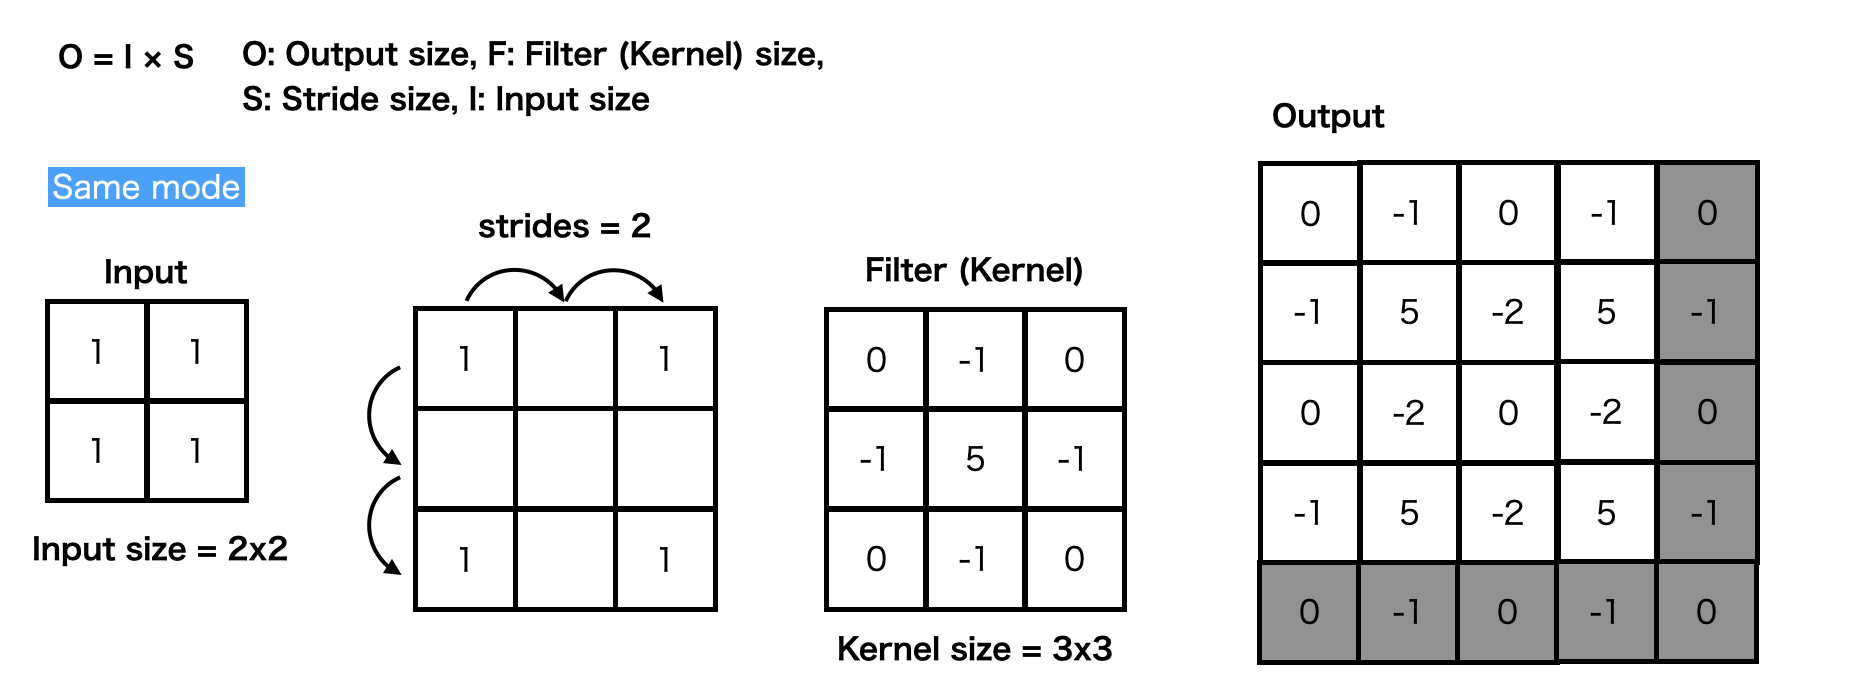 O = I × S
O: Output size, F: Filter (Kernel) size,
S: Stride size, I: Input size
Same mode
Input
1 1
1 1
Input size = 2x2
strides = 2
1 1
1 1
Filter (Kernel)
0 -1 0
-1 5 -1
0 -1 0
Kernel size = 3x3
Output
0 -1 0 -1 0
-1 5 -2 5 -1
0 -2 0 -2 0
-1 5 -2 5 -1
0 -1 0 -1 0